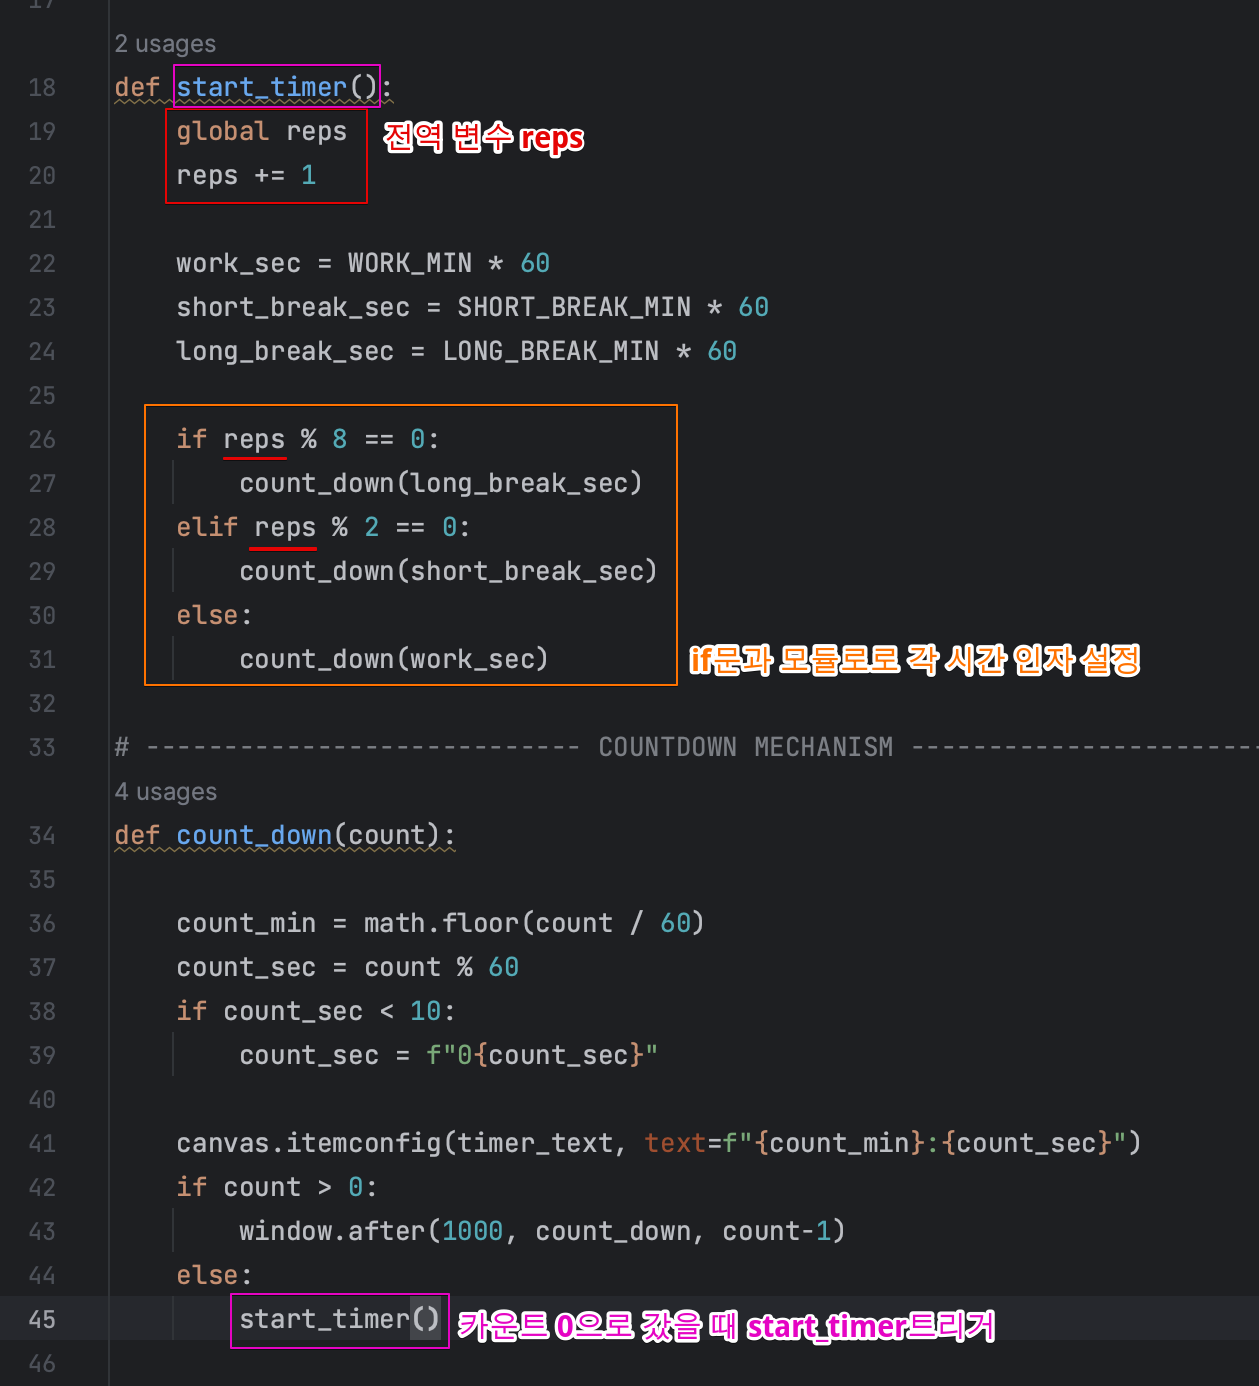 17
2 usages
18 def start_timer():
19 global reps 전역 변수 reps
20 reps += 1
21
22 work_sec = WORK_MIN * 60
23 short_break_sec = SHORT_BREAK_MIN * 60
24 long_break_sec = LONG_BREAK_MIN * 60
25
26 if reps % 8 == 0:
27 count_down(long_break_sec)
28 elif reps % 2 == 0:
29 count_down(short_break_sec)
30 else:
31 count_down(work_sec) if문과 모듈로로 각 시간 인자 설정
32
33 # ---------------------------- COUNTDOWN MECHANISM ----------------------
4 usages
34 def count_down(count):
35
36 count_min = math.floor(count / 60)
37 count_sec = count % 60
38 if count_sec < 10:
39 count_sec = f"0{count_sec}"
40
41 canvas.itemconfig(timer_text, text=f"{count_min}:{count_sec}")
42 if count > 0:
43 window.after(1000, count_down, count-1)
44 else:
45 start_timer() 카운트 0으로 갔을 때 start_timer트리거
46